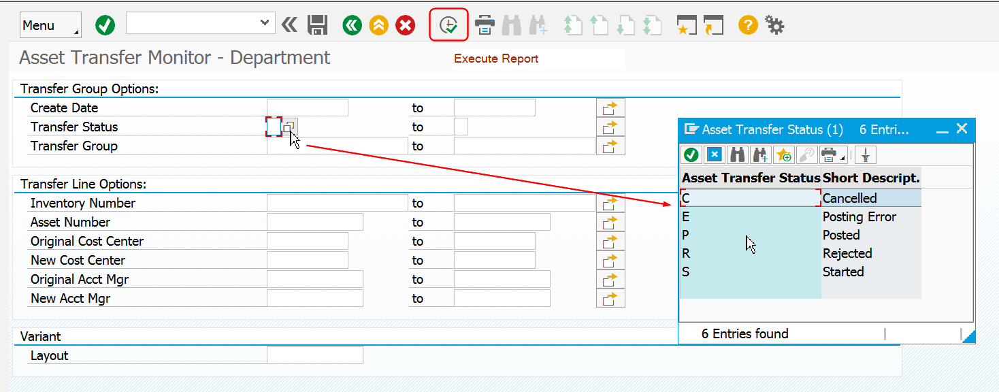 Menu
Asset Transfer Monitor - Department
Execute Report
Transfer Group Options:
Create Date to
Transfer Status to
Transfer Group to
Transfer Line Options:
Inventory Number to
Asset Number to
Original Cost Center to
New Cost Center to
Original Acct Mgr to
New Acct Mgr to
Variant
Layout
Asset Transfer Status (1) 6 Entri...
Asset Transfer Status Short Descript.
C Cancelled
E Posting Error
P Posted
R Rejected
S Started
6 Entries found